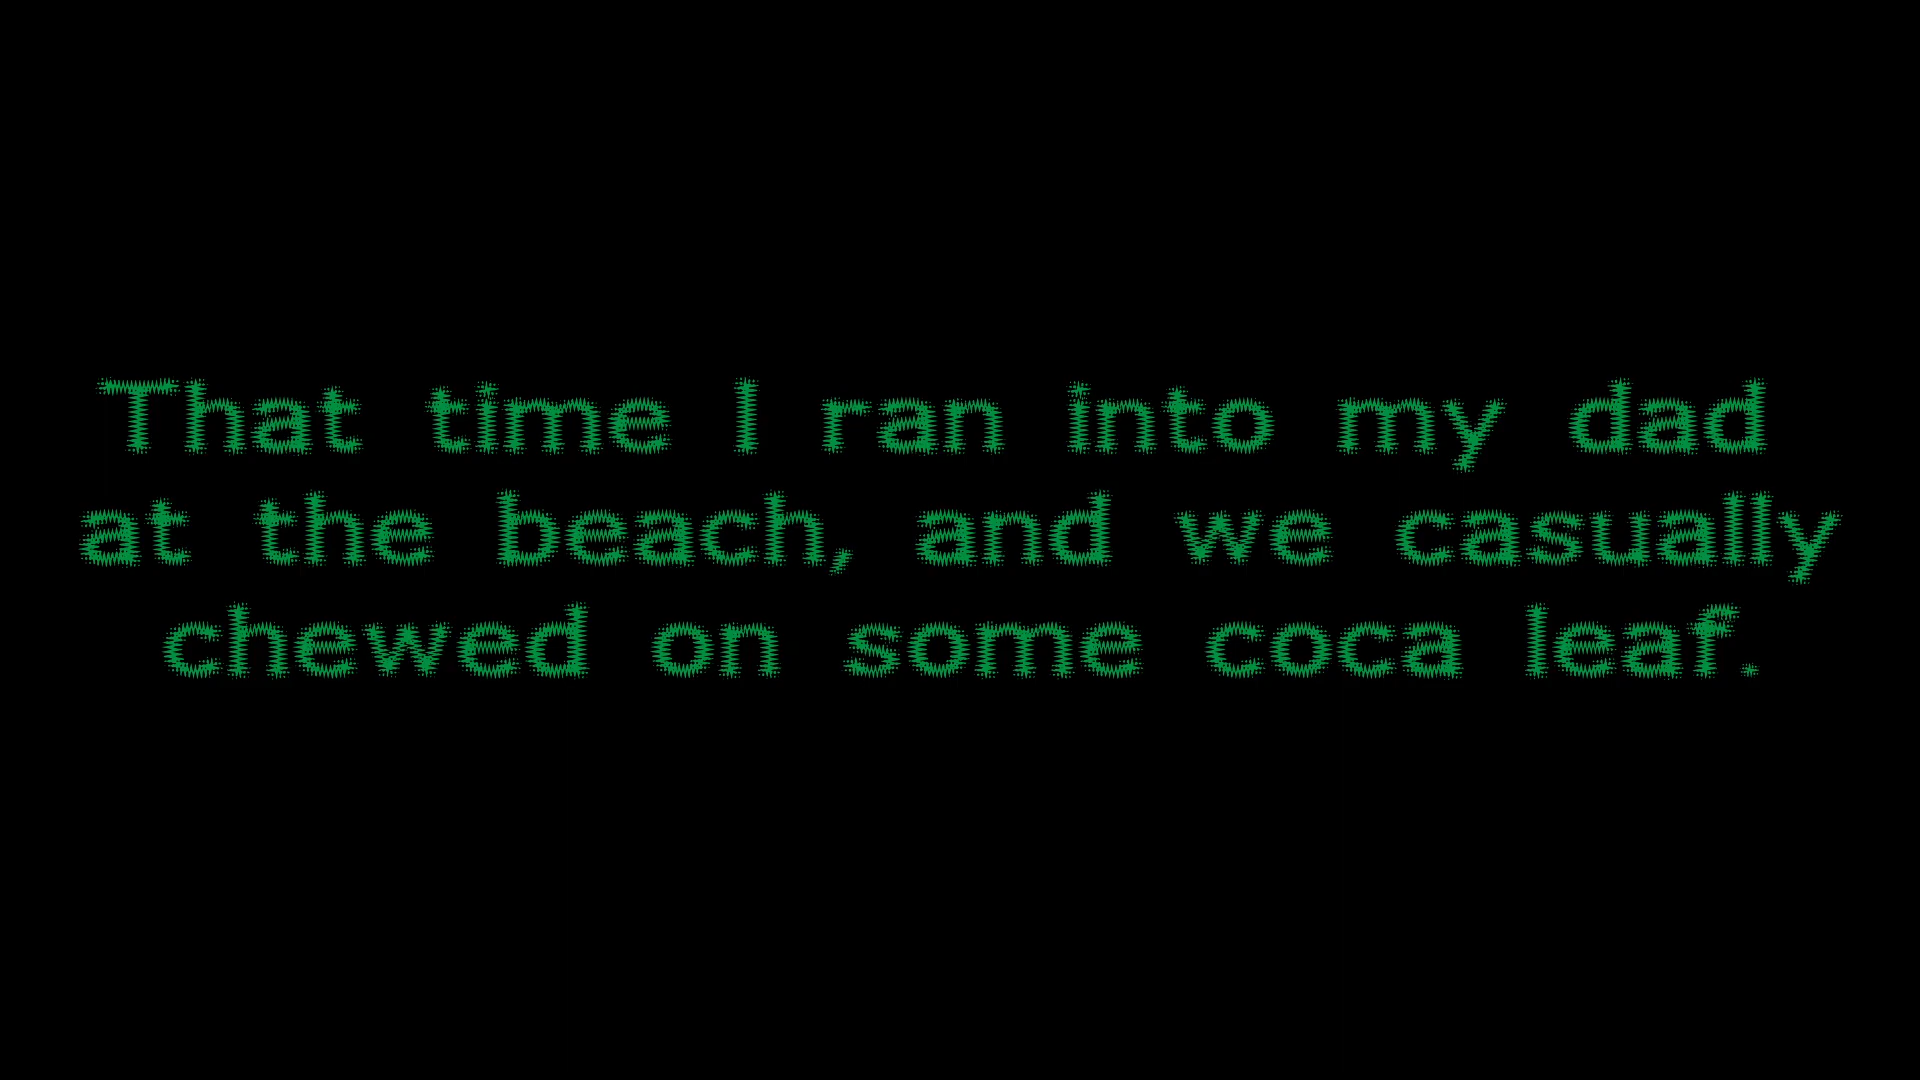 That time I ran into my dad
at the beach, and we casually
chewed on some coca leaf.